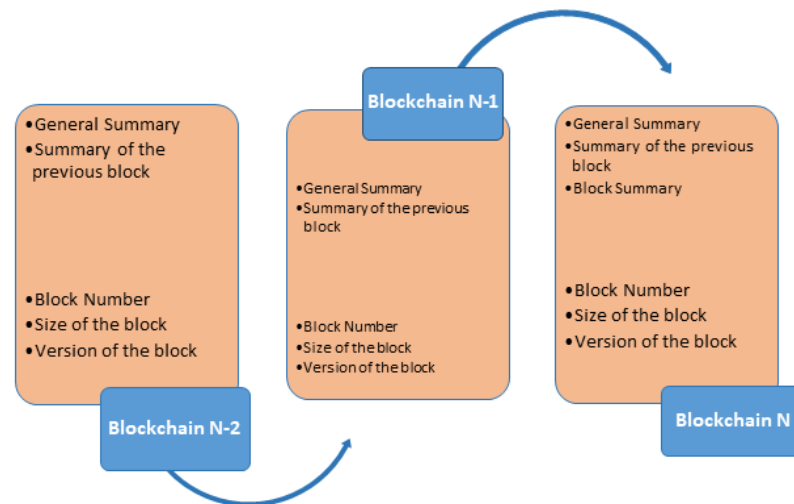 •General Summary
•Summary of the
previous block
•Block Number
•Size of the block
•Version of the block
Blockchain N-2
Blockchain N-1
•General Summary
•Summary of the previous
block
•Block Number
•Size of the block
•Version of the block
•General Summary
•Summary of the previous
block
•Block Summary
•Block Number
•Size of the block
•Version of the block
Blockchain N